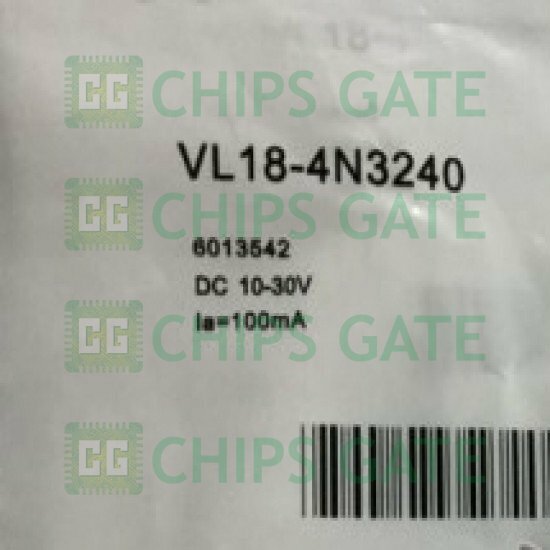 CG CHIPS GATE
VL18-4N3240
CG CHIPS GATE
6013542
DC 10-30V
Ia=100mA
CG CHIPS GATE
CG CHIPS GATE